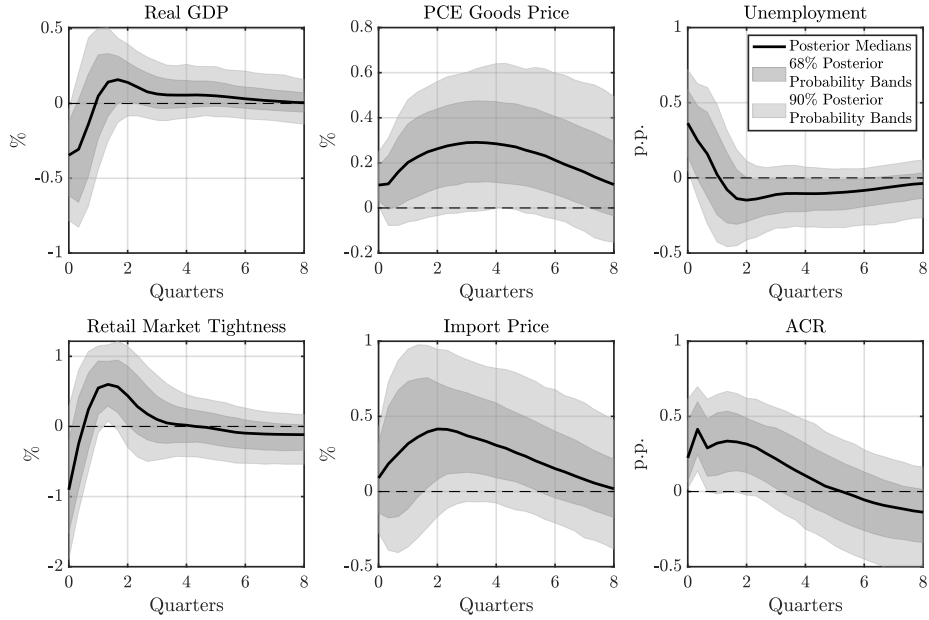 Real GDP
0.5
0
-0.5
-1
%
0 2 4 6 8
Quarters
PCE Goods Price
0.8
0.6
0.4
0.2
0
0.2
%
0 2 4 6 8
Quarters
Unemployment
1
0.5
0
-0.5
p.p.
0 2 4 6 8
Quarters
Posterior Medians
68% Posterior
Probability Bands
90% Posterior
Probability Bands
Retail Market Tightness
1
0
-1
-2
%
0 2 4 6 8
Quarters
Import Price
1
0.5
0
-0.5
%
0 2 4 6 8
Quarters
ACR
1
0.5
0
-0.5
p.p.
0 2 4 6 8
Quarters